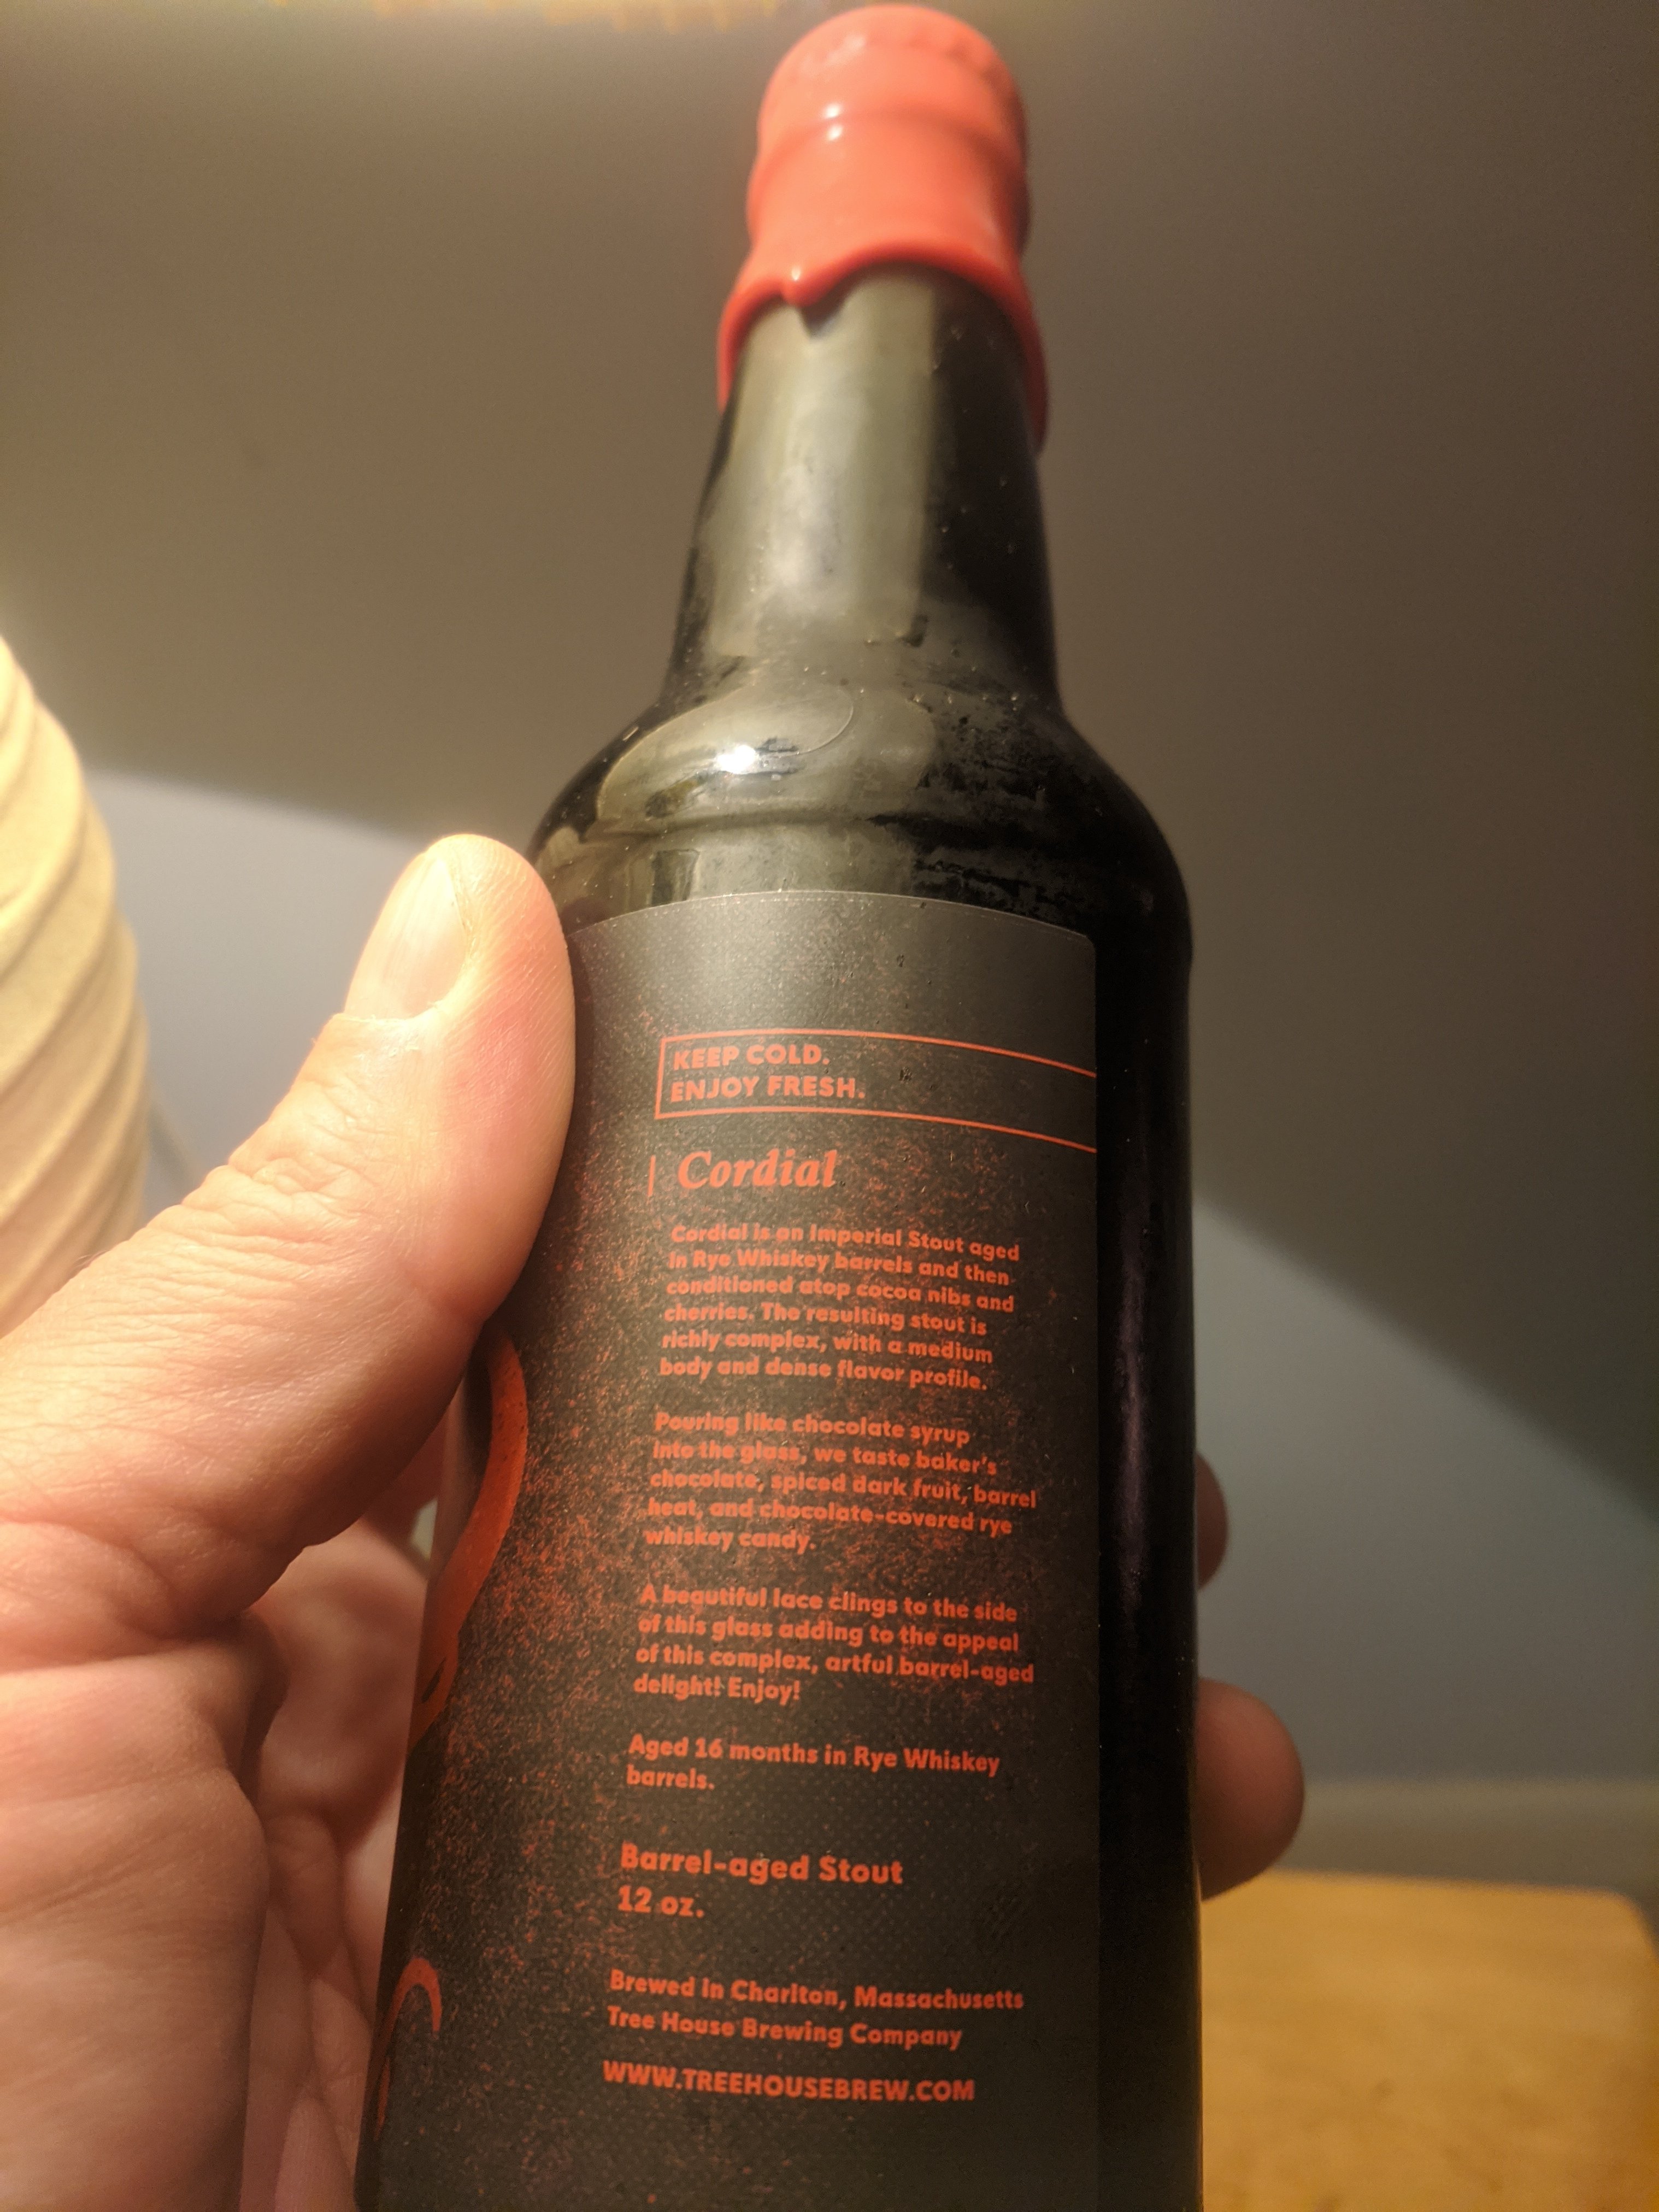 KEEP COLD.
ENJOY FRESH.
Cordial
Cordial is an Imperial Stout aged
in Rye Whiskey barrels and then
conditioned atop cocoa nibs and
cherries. The resulting stout is
richly complex, with a medium
body and dense flavor profile.
Pouring like chocolate syrup
into the glass, we taste baker's
chocolate, spiced dark fruit, barrel
heat, and chocolate-covered rye
whiskey candy.
A beautiful lace clings to the side
of this glass adding to the appeal
of this complex, artful barrel-aged
delight! Enjoy!
Aged 16 months in Rye Whiskey
barrels.
Barrel-aged Stout
12 oz.
Brewed in Charlton, Massachusetts
Tree House Brewing Company
WWW.TREEHOUSEBREW.COM